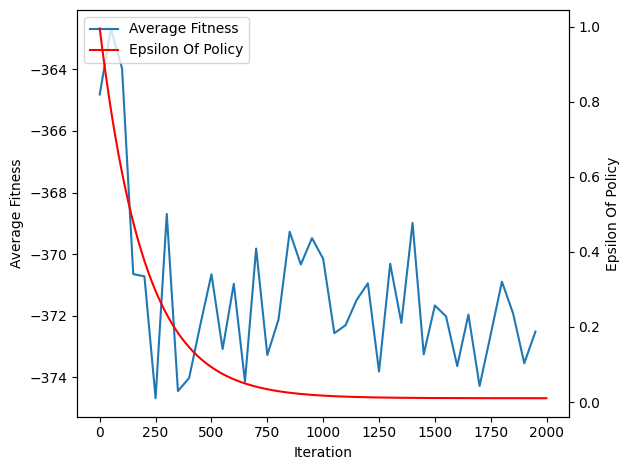 Average Fitness
Epsilon Of Policy
−364
−366
−368
−370
−372
−374
Average Fitness
1.0
0.8
0.6
0.4
0.2
0.0
Epsilon Of Policy
0 250 500 750 1000 1250 1500 1750 2000
Iteration